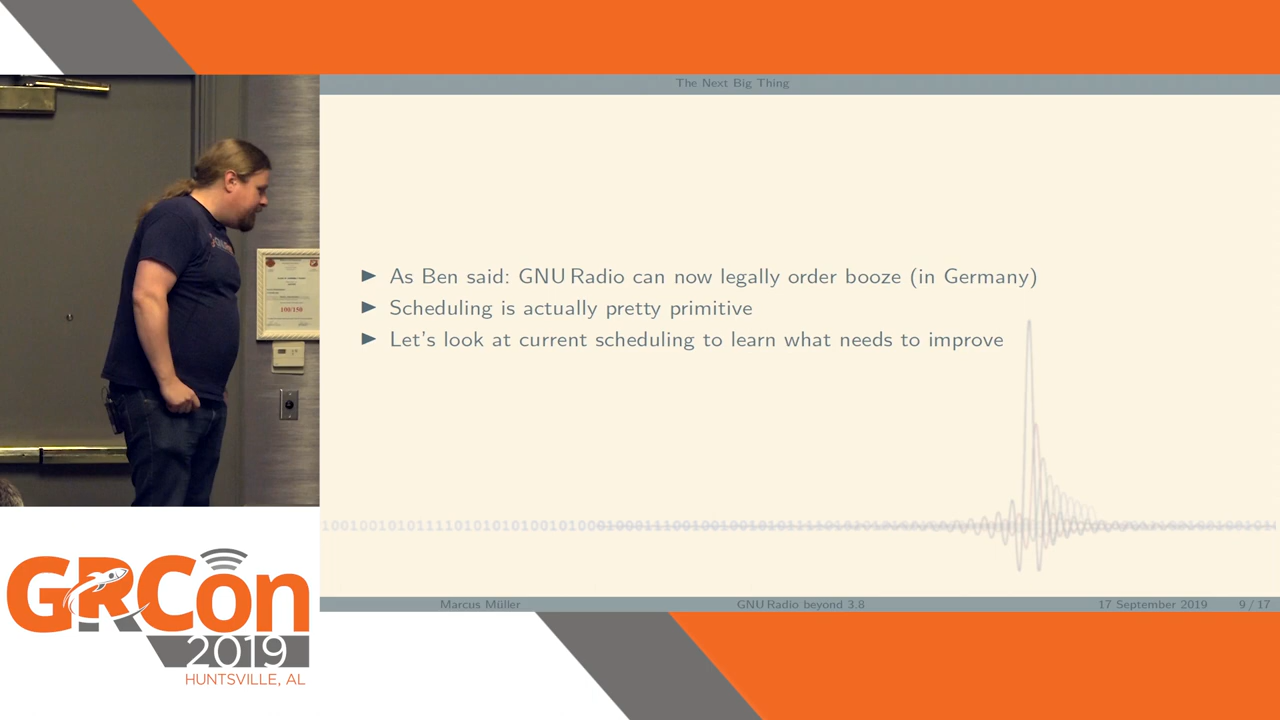 The Next Big Thing
▶ As Ben said: GNU Radio can now legally order booze (in Germany)
▶ Scheduling is actually pretty primitive
▶ Let's look at current scheduling to learn what needs to improve
100/150
Marcus Müller GNU Radio beyond 3.8 17 September 2019 9 / 17
GRCon
2019
HUNTSVILLE, AL